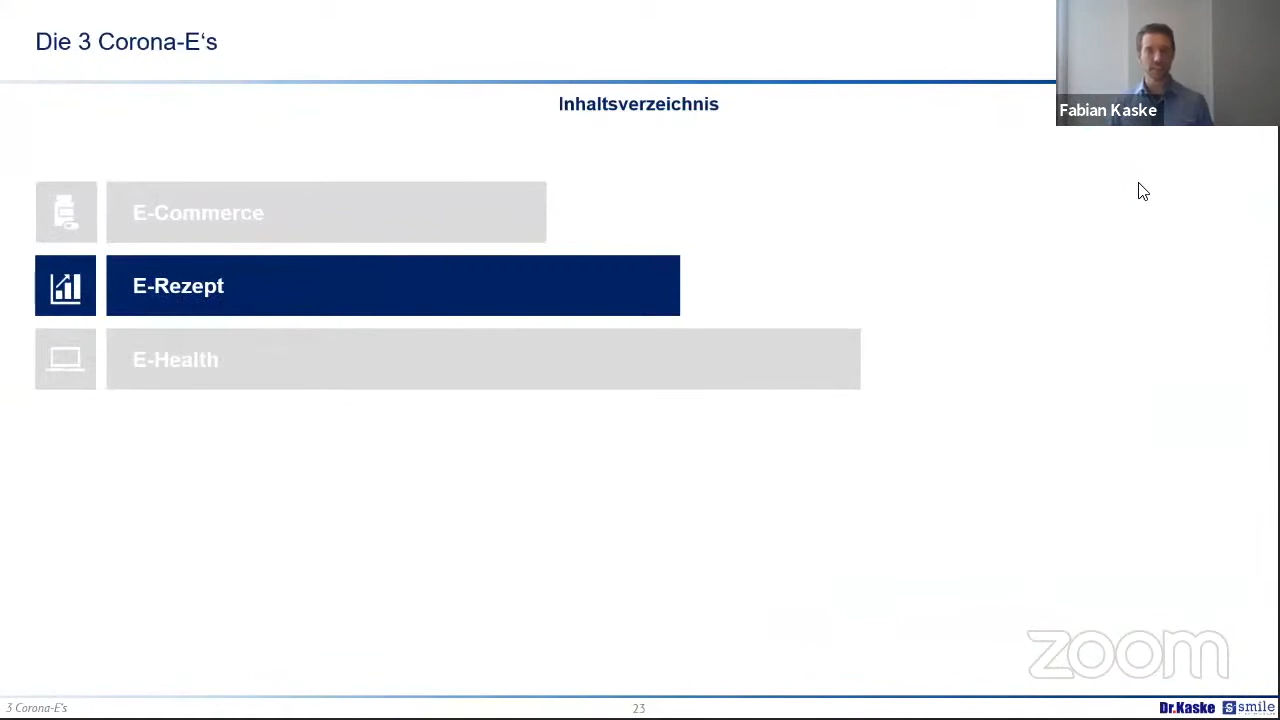 Die 3 Corona-E‘s
Fabian Kaske
Inhaltsverzeichnis
E-Commerce
E-Rezept
E-Health
zoom
3 Corona-E's
23
Dr.Kaske
S smile